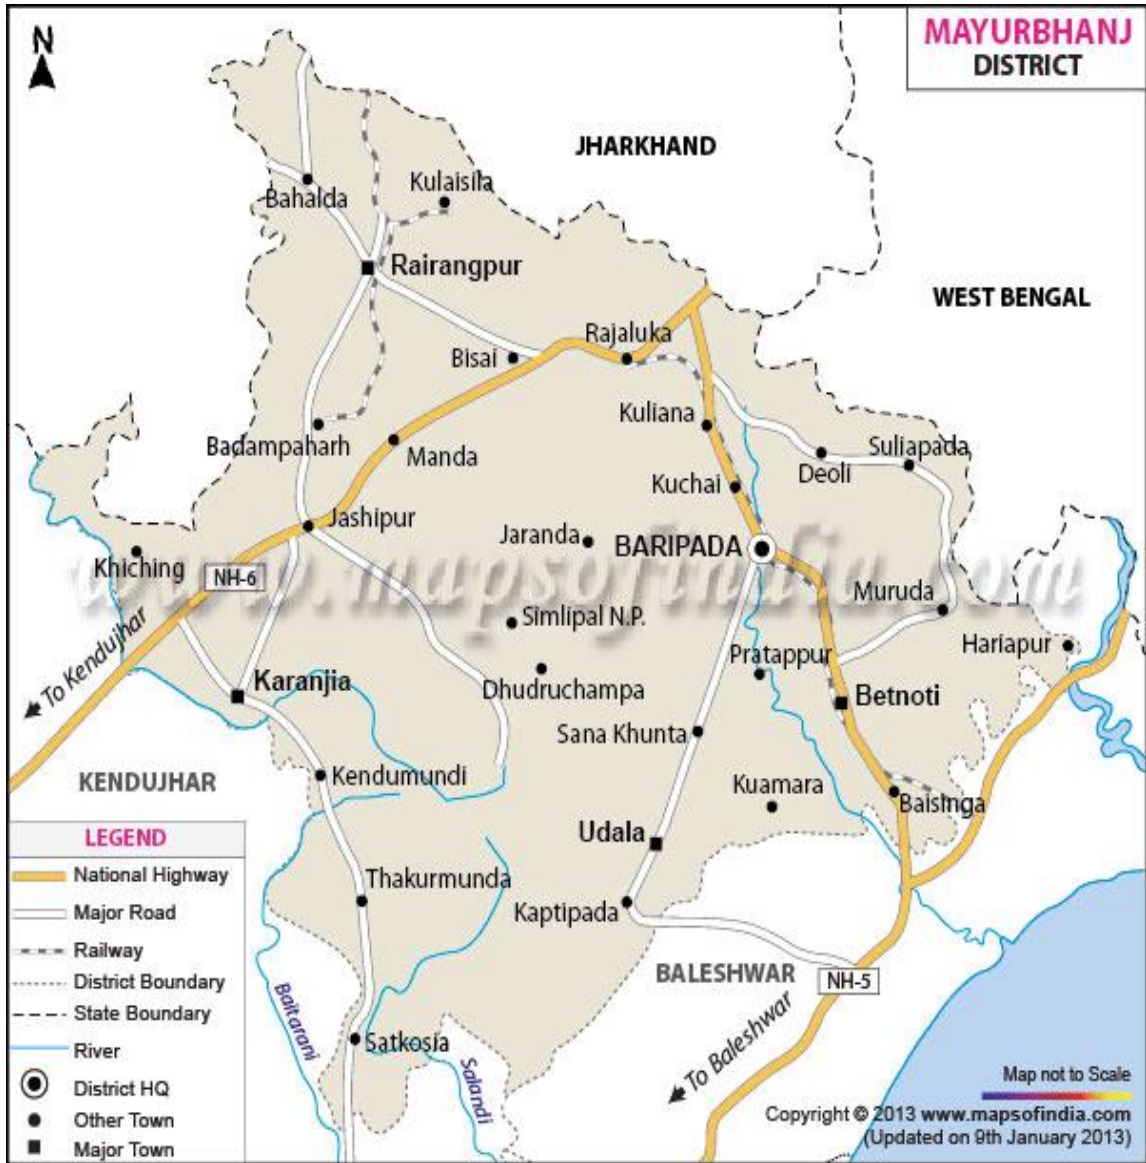 N
MAYURBHANJ
DISTRICT
JHARKHAND
Kulaisila
Bahalda
Rairangpur
WEST BENGAL
Rajaluka
Bisai
Kuliana
Badampaharh
Manda
Suliapada
Deoli
Kuchai
Jashipur
Jaranda
BARIPADA
Khiching
NH-6
www.mapsofindia.com
Muruda
Simlipal N.P.
To Kendujhar
Hariapur
Pratappur
Karanjia
Dhudruchampa
Betnoti
Sana Khunta
KENDUJHAR
Kendumundi
Kuamara
Baisinga
Udala
LEGEND
National Highway
Major Road
Railway
District Boundary
State Boundary
River
District HQ
Other Town
Major Town
Thakurmunda
Kaptipada
BALESHWAR
NH-5
Baitarani
Satkosia
Salandi
To Baleshwar
Map not to Scale
Copyright © 2013 www.mapsofindia.com
(Updated on 9th January 2013)